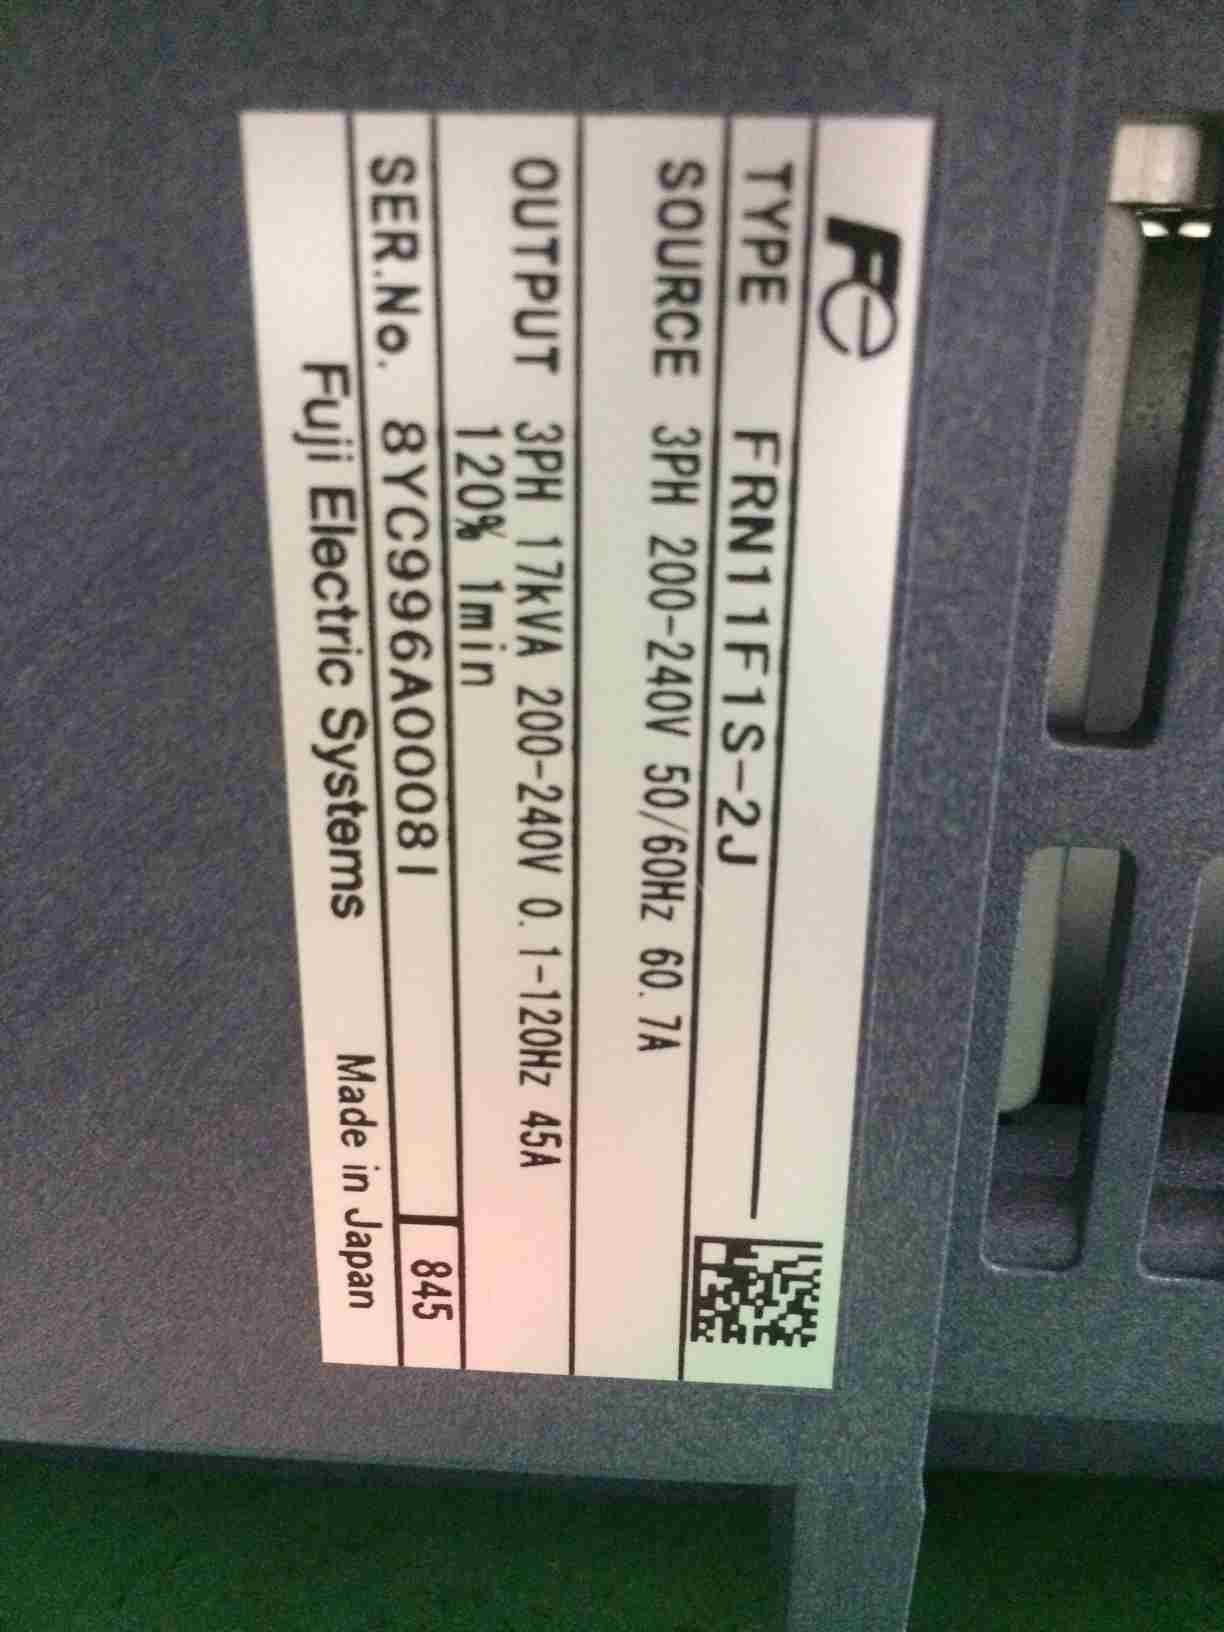 Fe
TYPE FRN11F1S-2J
SOURCE 3PH 200-240V 50/60Hz 60.7A
OUTPUT 3PH 17kVA 200-240V 0.1-120Hz 45A
120% 1min
SER.No. 8YC996A0008I 845
Fuji Electric Systems Made in Japan